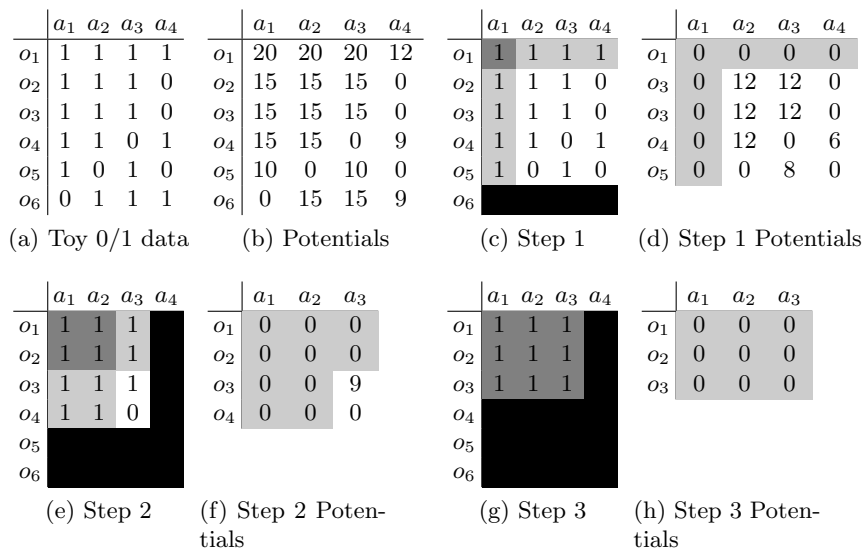 a1 a2 a3 a4
o1 1 1 1 1
o2 1 1 1 0
o3 1 1 1 0
o4 1 1 0 1
o5 1 0 1 0
o6 0 1 1 1
(a) Toy 0/1 data
a1 a2 a3 a4
o1 20 20 20 12
o2 15 15 15 0
o3 15 15 15 0
o4 15 15 0 9
o5 10 0 10 0
o6 0 15 15 9
(b) Potentials
a1 a2 a3 a4
o1 1 1 1 1
o2 1 1 1 0
o3 1 1 1 0
o4 1 1 0 1
o5 1 0 1 0
o6
(c) Step 1
a1 a2 a3 a4
o1 0 0 0 0
o3 0 12 12 0
o3 0 12 12 0
o4 0 12 0 6
o5 0 0 8 0
(d) Step 1 Potentials
a1 a2 a3 a4
o1 1 1 1
o2 1 1 1
o3 1 1 1
o4 1 1 0
o5
o6
(e) Step 2
a1 a2 a3
o1 0 0 0
o2 0 0 0
o3 0 0 9
o4 0 0 0
(f) Step 2 Poten-
tials
a1 a2 a3 a4
o1 1 1 1
o2 1 1 1
o3 1 1 1
o4
o5
o6
(g) Step 3
a1 a2 a3
o1 0 0 0
o2 0 0 0
o3 0 0 0
(h) Step 3 Poten-
tials